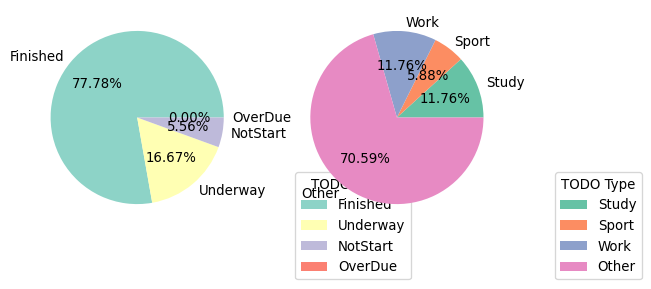 Finished
77.78%
0.00%
5.56%
16.67%
OverDue
NotStart
Underway
Work
Sport
Study
Other
11.76%
5.88%
11.76%
70.59%
TODO
Finished
Underway
NotStart
OverDue
TODO Type
Study
Sport
Work
Other